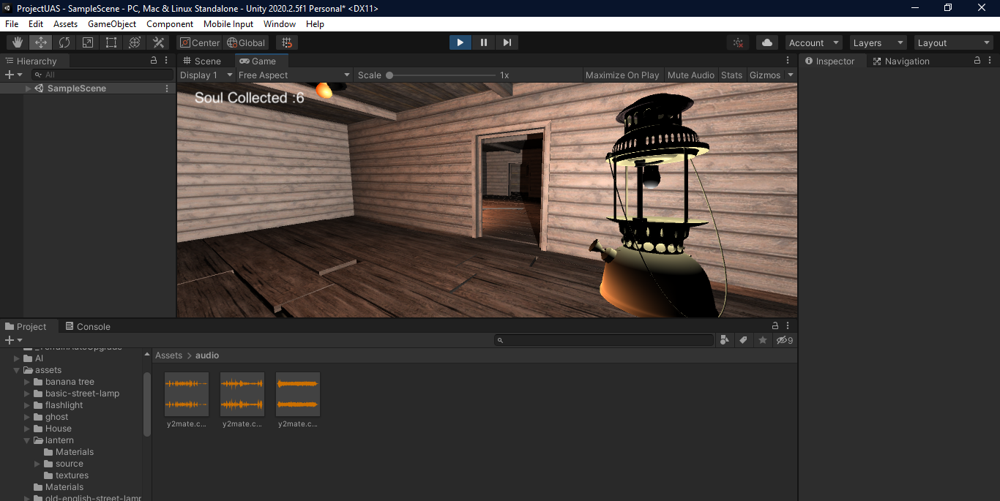 ProjectUAS - SampleScene - PC, Mac & Linux Standalone - Unity 2020.2.5f1 Personal* <DX11>
File Edit Assets GameObject Component Mobile Input Window Help
Center Global Account Layers Layout
Hierarchy
All
SampleScene
Scene Game
Display 1 Free Aspect Scale 1x Maximize On Play Mute Audio Stats Gizmos
Soul Collected :6
Inspector Navigation
Project Console
9
_TerrainAutoUpgrade
AI
assets
banana tree
basic-street-lamp
flashlight
ghost
House
lantern
Materials
source
textures
Materials
old-english-street-lamp
Assets > audio
y2mate.c... y2mate.c... y2mate.c...